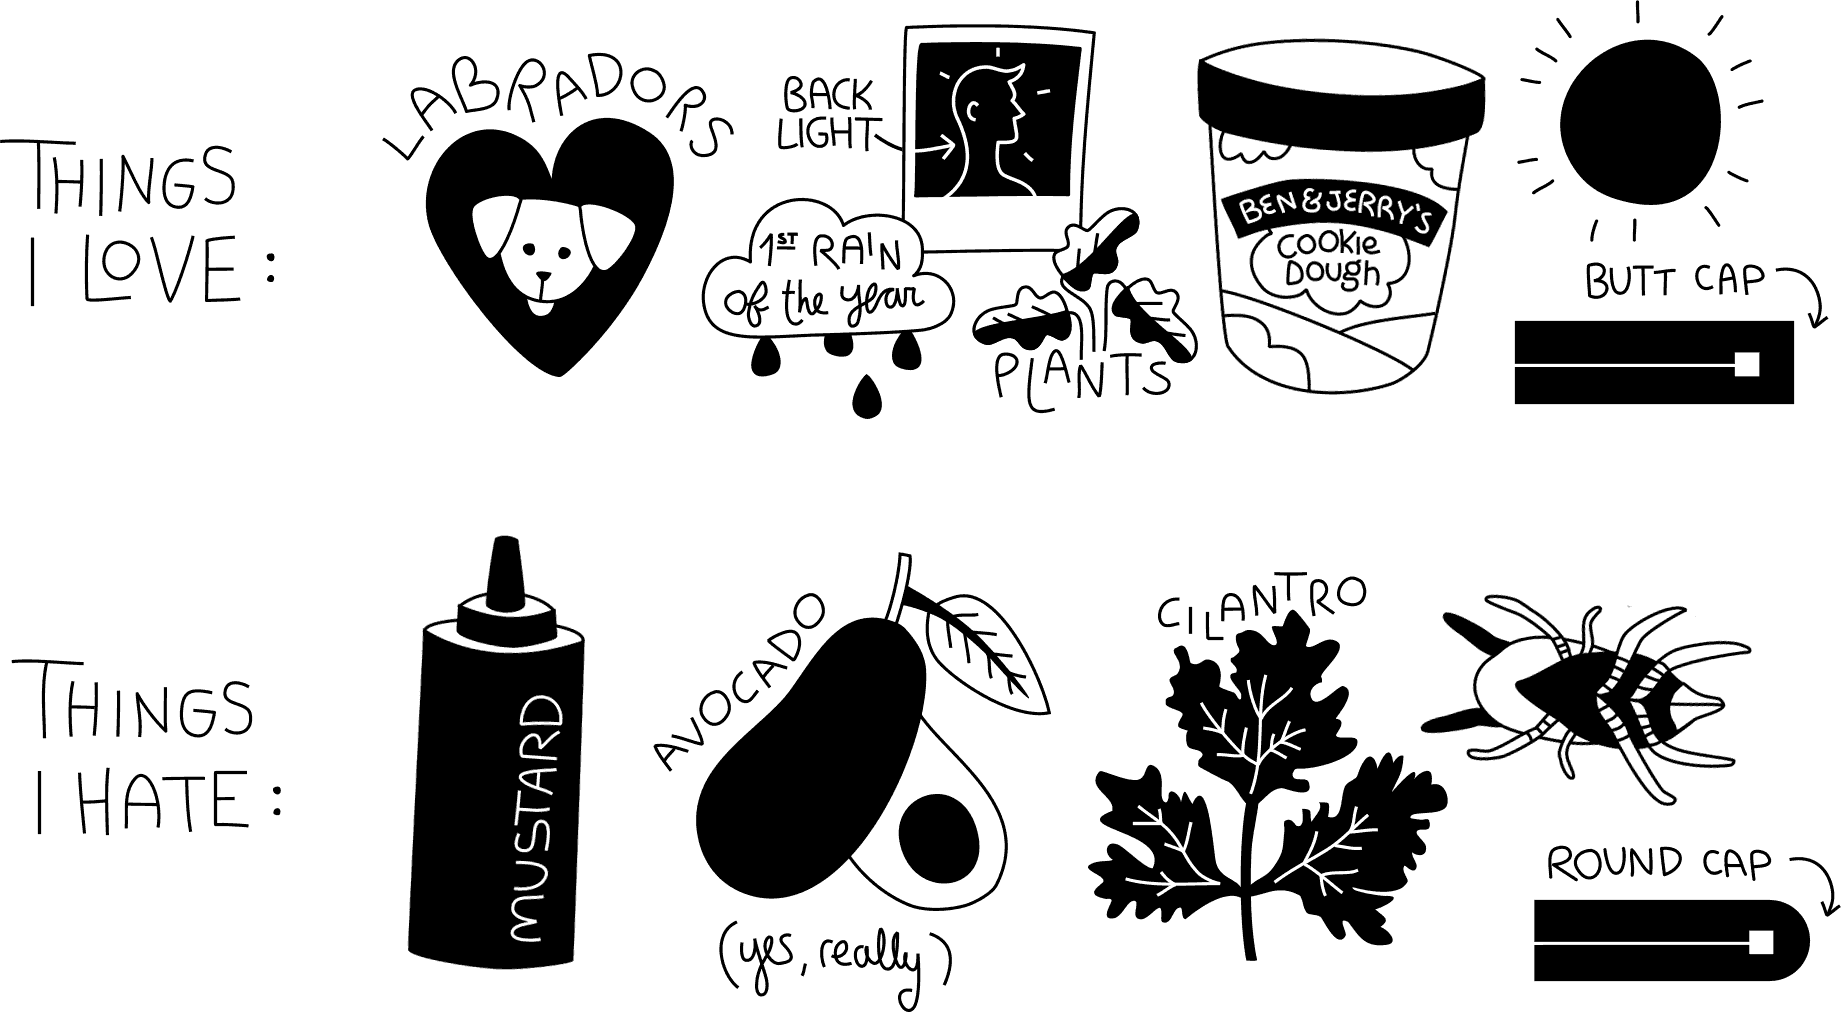 THINGS
I LOVE :
LABRADORS
BACK
LIGHT
1ST RAIN
of the year
PLANTS
BEN & JERRY'S
COOKIE
DOUGH
BUTT CAP
THINGS
I HATE :
MUSTARD
AVOCADO
(yes, really)
CILANTRO
ROUND CAP